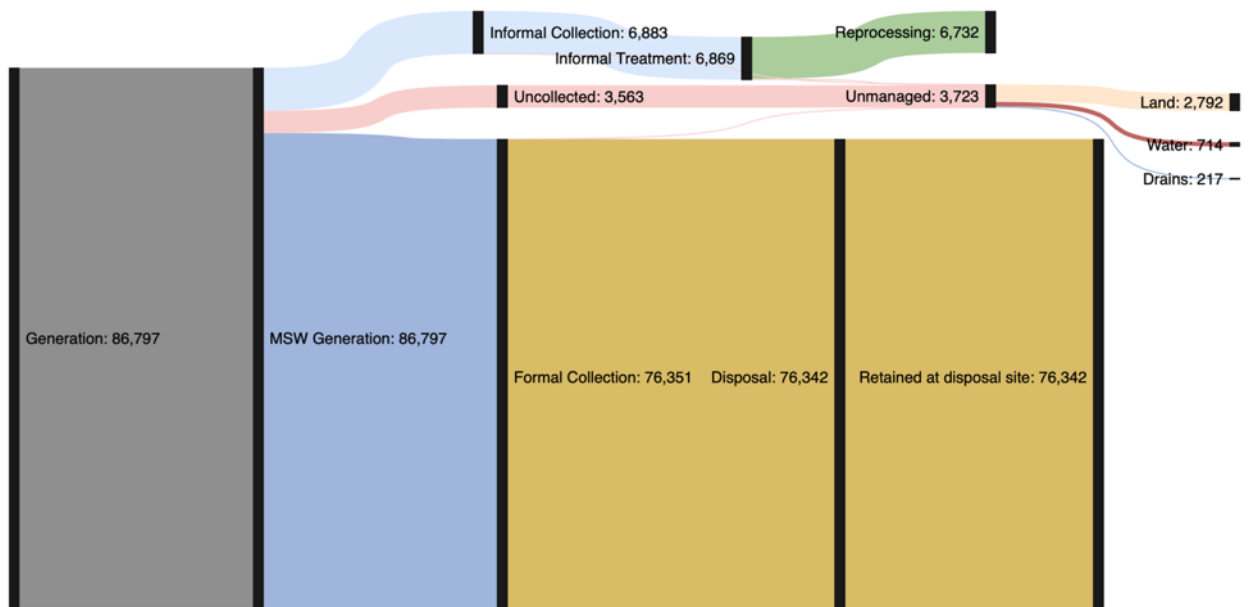 Informal Collection: 6,883
Reprocessing: 6,732
Informal Treatment: 6,869
Uncollected: 3,563
Unmanaged: 3,723
Land: 2,792
Water: 714
Drains: 217
Generation: 86,797
MSW Generation: 86,797
Formal Collection: 76,351
Disposal: 76,342
Retained at disposal site: 76,342